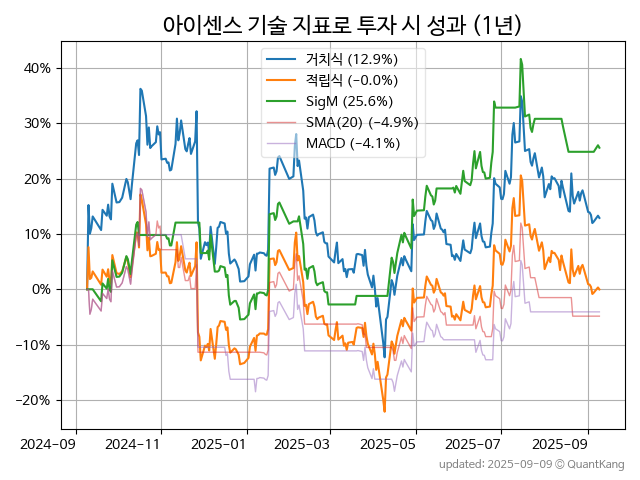 아이센스 기술 지표로 투자 시 성과 (1년)
거치식 (12.9%)
적립식 (−0.0%)
SigM (25.6%)
SMA(20) (−4.9%)
MACD (−4.1%)
40%
30%
20%
10%
0%
−10%
−20%
2024-09 2024-11 2025-01 2025-03 2025-05 2025-07 2025-09
updated: 2025-09-09 © QuantKang